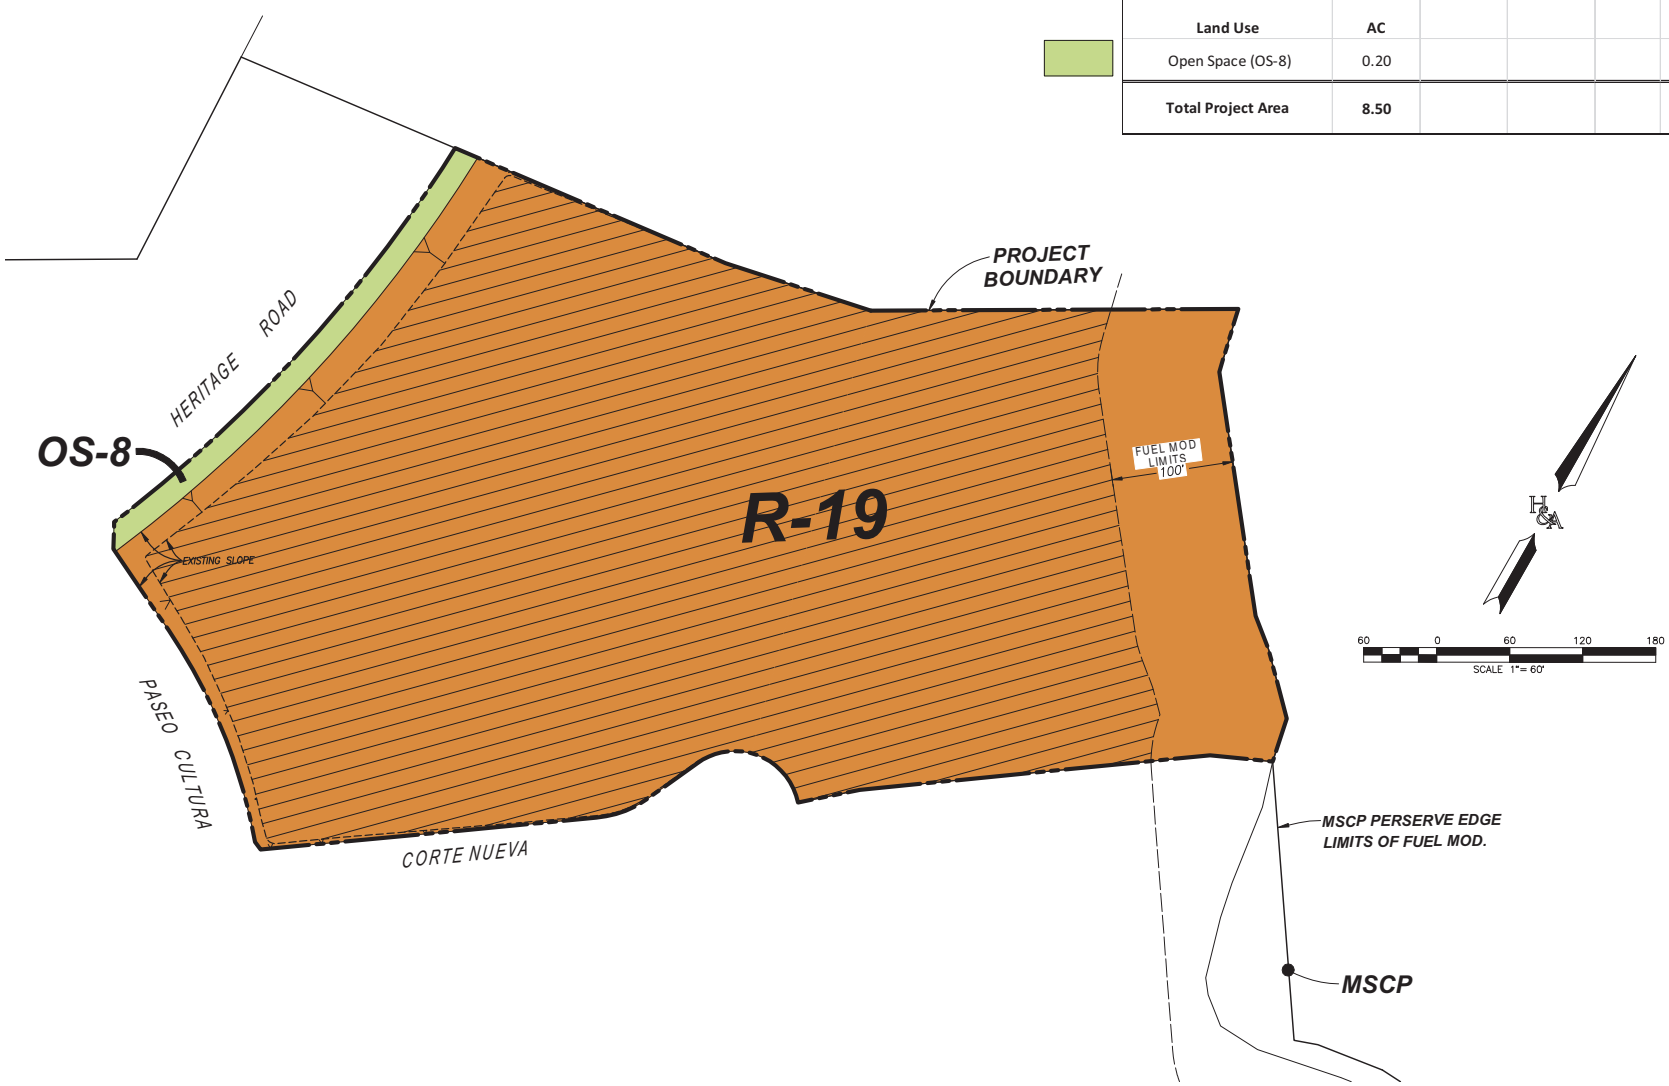 Land Use AC
Open Space (OS-8) 0.20
Total Project Area 8.50
PROJECT
BOUNDARY
HERITAGE ROAD
OS-8
FUEL MOD
LIMITS
100'
R-19
EXISTING SLOPE
H&A
60 0 60 120 180
SCALE 1"= 60'
PASEO CULTURA
CORTE NUEVA
MSCP PERSERVE EDGE
LIMITS OF FUEL MOD.
MSCP